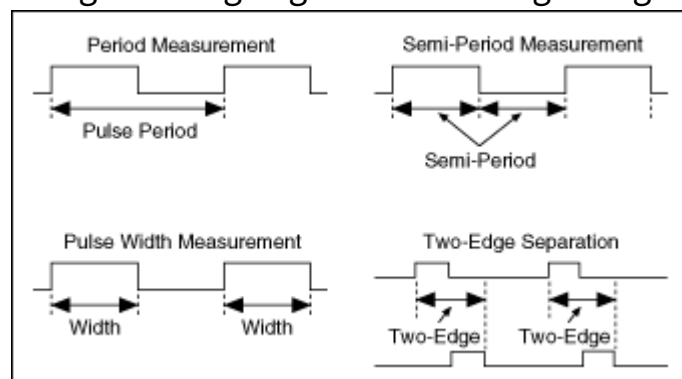 Period Measurement
Pulse Period
Semi-Period Measurement
Semi-Period
Pulse Width Measurement
Width Width
Two-Edge Separation
Two-Edge Two-Edge